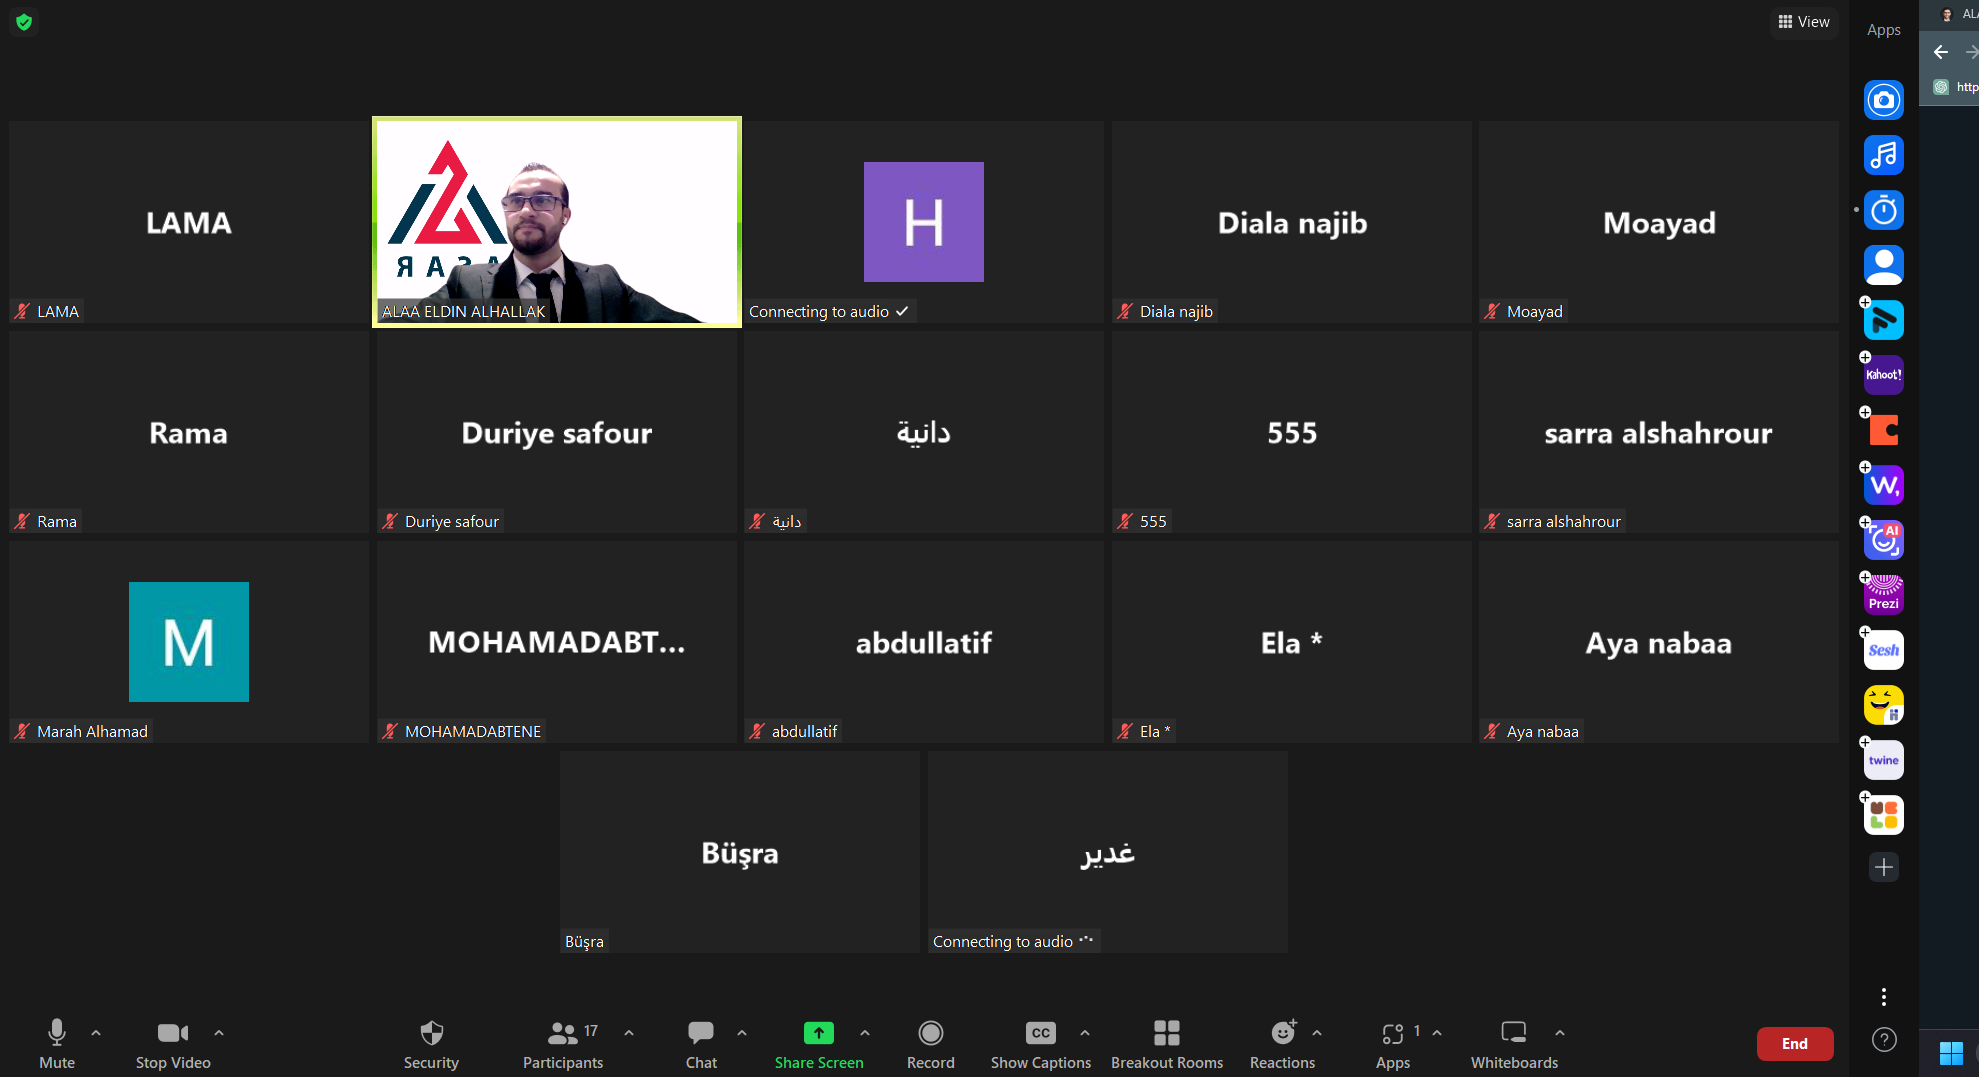 View
Apps
ALA
http
LAMA
LAMA
ЯAƧA
ALAA ELDIN ALHALLAK
H
Connecting to audio
Diala najib
Diala najib
Moayad
Moayad
Rama
Rama
Duriye safour
Duriye safour
دانية
دانية
555
555
sarra alshahrour
sarra alshahrour
M
Marah Alhamad
MOHAMADABT...
MOHAMADABTENE
abdullatif
abdullatif
Ela *
Ela *
Aya nabaa
Aya nabaa
Büşra
Büşra
غدير
Connecting to audio
Kahoot!
W,
AI
Prezi
Sesh
twine
Mute
Stop Video
Security
17
Participants
Chat
Share Screen
Record
CC
Show Captions
Breakout Rooms
Reactions
1
Apps
Whiteboards
End